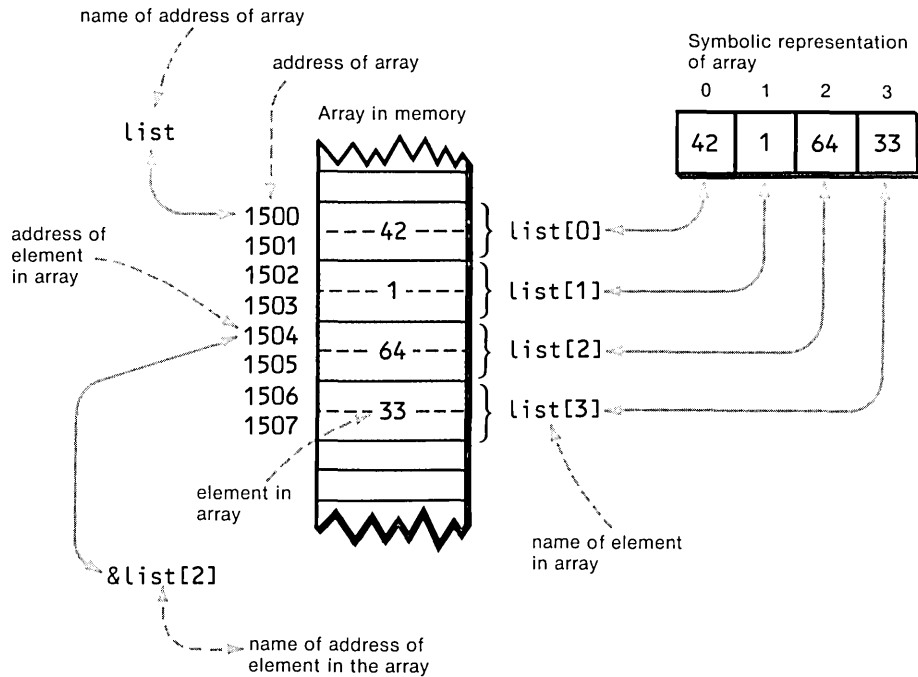 name of address of array
address of array
list
Array in memory
Symbolic representation
of array
0 1 2 3
42 1 64 33
1500
1501
1502
1503
1504
1505
1506
1507
address of
element
in array
42
1
64
33
list[0]
list[1]
list[2]
list[3]
element in
array
name of element
in array
&list[2]
name of address of
element in the array